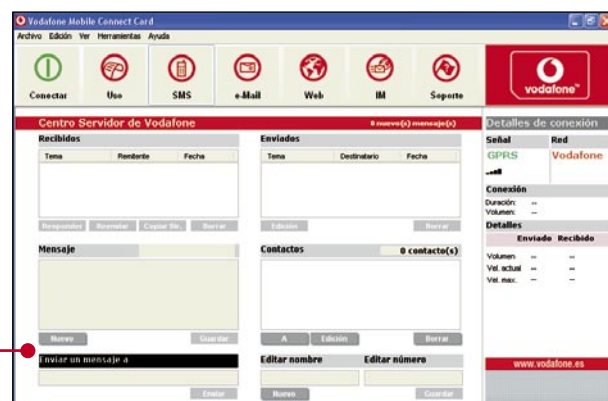 Vodafone Mobile Connect Card
Archivo Edición Ver Herramientas Ayuda
Conectar Uso SMS e-Mail Web IM Soporte
vodafone™
Centro Servidor de Vodafone 0 nuevo(s) mensaje(s)
Detalles de conexión
Recibidos Enviados
Señal Red
Tema Remitente Fecha
Tema Destinatario Fecha
GPRS Vodafone
Conexión
Duración: --
Volumen: --
Responder Reenviar Copiar Dir. Borrar
Edición Borrar
Detalles
Enviado Recibido
Mensaje
Contactos 0 contacto(s)
Volumen -- --
Vel. actual -- --
Vel. max. -- --
Nuevo Guardar
A Edición Borrar
Enviar un mensaje a
Editar nombre Editar número
www.vodafone.es
Enviar
Nuevo Guardar